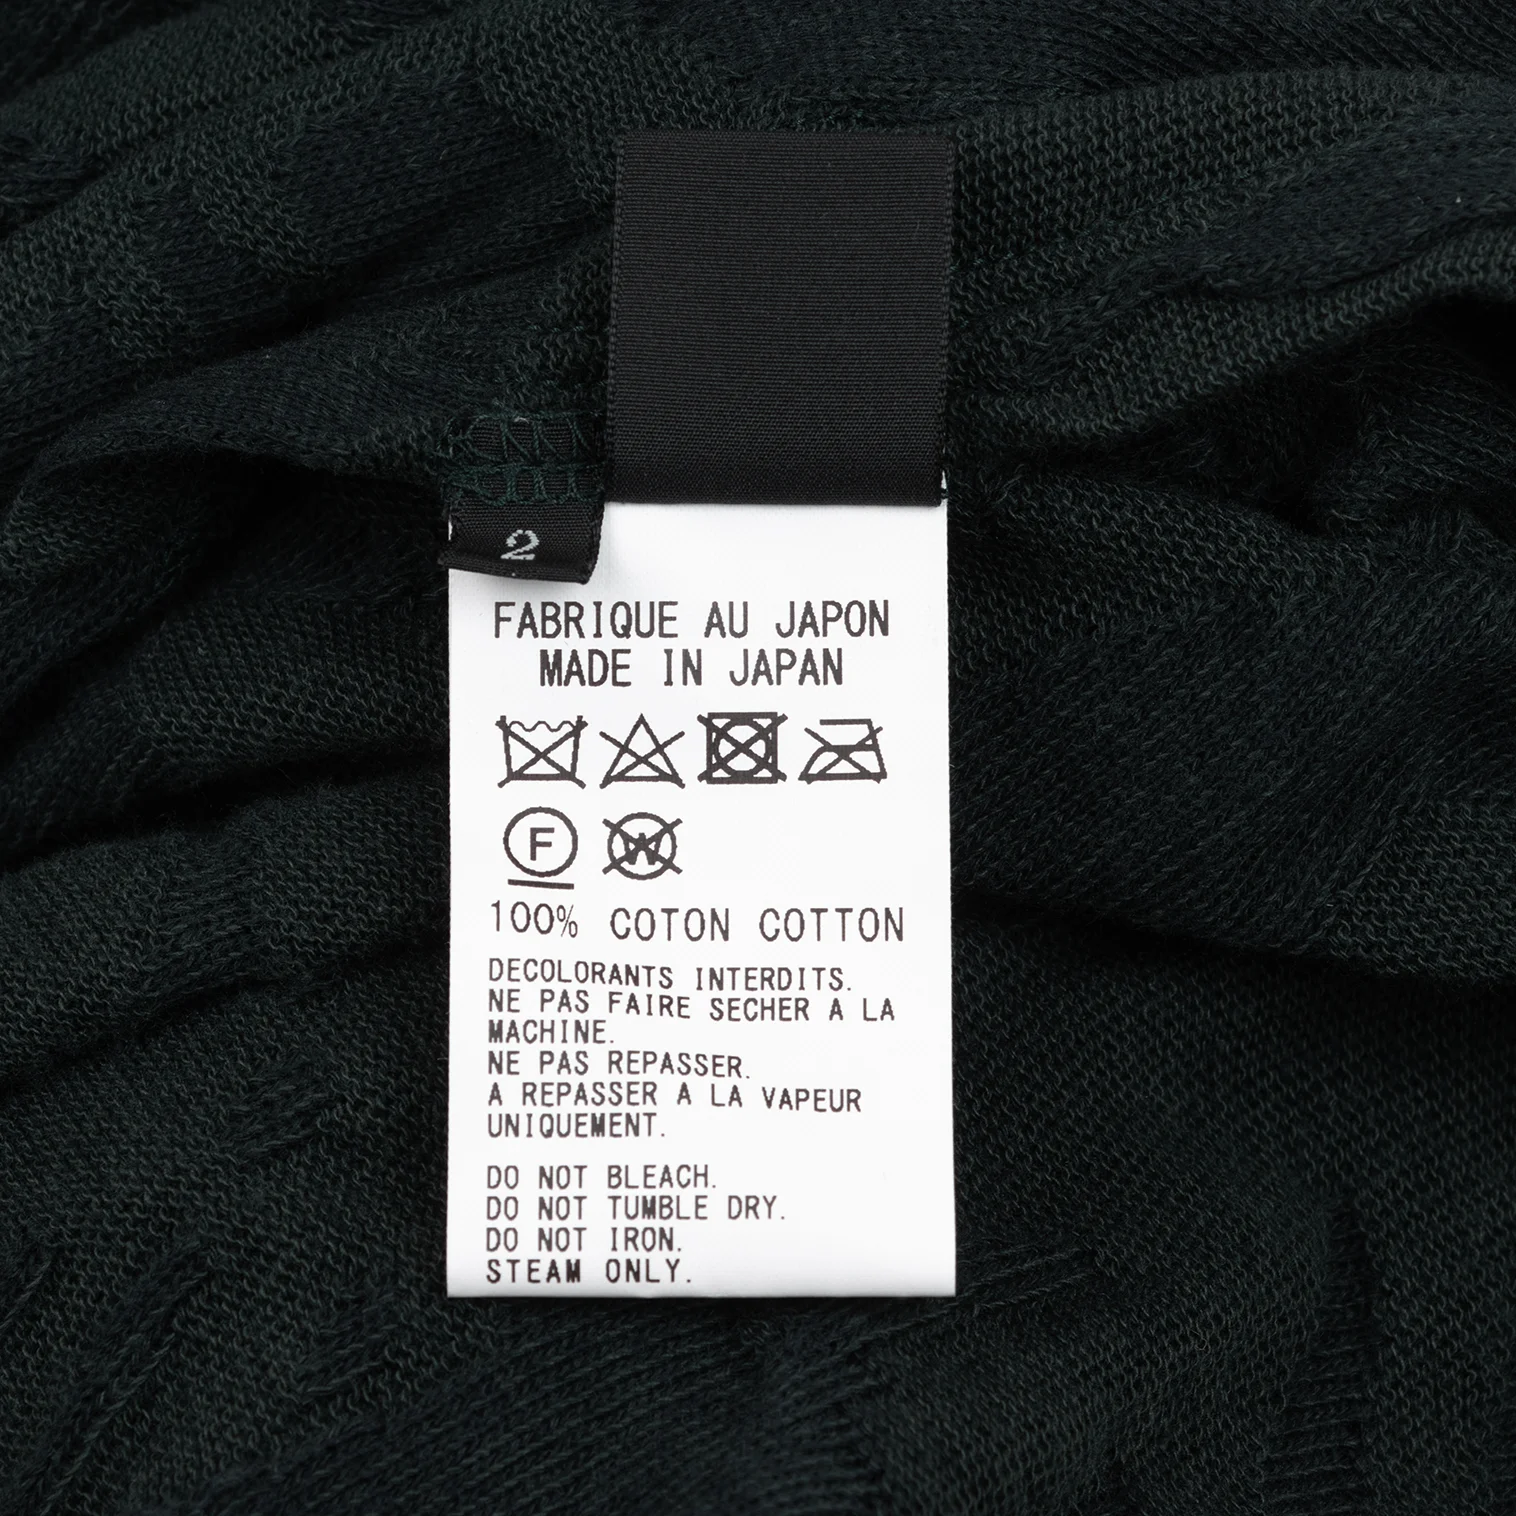 2
FABRIQUE AU JAPON
MADE IN JAPAN
F W
100% COTON COTTON
DECOLORANTS INTERDITS.
NE PAS FAIRE SECHER A LA
MACHINE.
NE PAS REPASSER.
A REPASSER A LA VAPEUR
UNIQUEMENT.
DO NOT BLEACH.
DO NOT TUMBLE DRY.
DO NOT IRON.
STEAM ONLY.